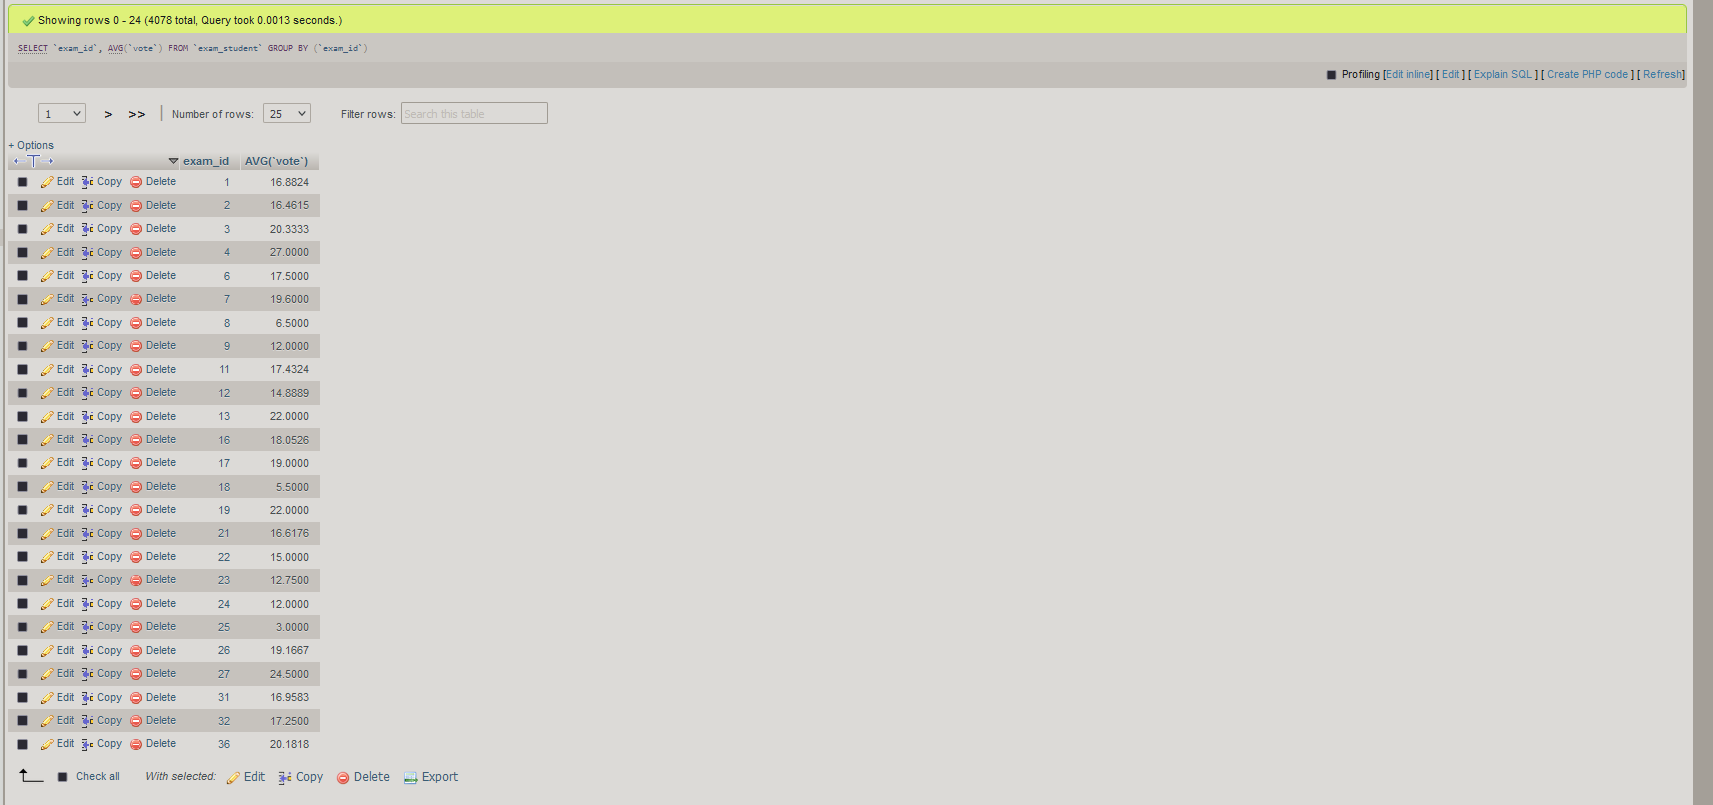 Showing rows 0 - 24 (4078 total, Query took 0.0013 seconds.)
SELECT `exam_id`, AVG(`vote`) FROM `exam_student` GROUP BY (`exam_id`)
Profiling [Edit inline] [ Edit ] [ Explain SQL ] [ Create PHP code ] [ Refresh]
1 > >> Number of rows: 25 Filter rows: Search this table
+ Options
exam_id AVG(`vote`)
Edit Copy Delete 1 16.8824
Edit Copy Delete 2 16.4615
Edit Copy Delete 3 20.3333
Edit Copy Delete 4 27.0000
Edit Copy Delete 6 17.5000
Edit Copy Delete 7 19.6000
Edit Copy Delete 8 6.5000
Edit Copy Delete 9 12.0000
Edit Copy Delete 11 17.4324
Edit Copy Delete 12 14.8889
Edit Copy Delete 13 22.0000
Edit Copy Delete 16 18.0526
Edit Copy Delete 17 19.0000
Edit Copy Delete 18 5.5000
Edit Copy Delete 19 22.0000
Edit Copy Delete 21 16.6176
Edit Copy Delete 22 15.0000
Edit Copy Delete 23 12.7500
Edit Copy Delete 24 12.0000
Edit Copy Delete 25 3.0000
Edit Copy Delete 26 19.1667
Edit Copy Delete 27 24.5000
Edit Copy Delete 31 16.9583
Edit Copy Delete 32 17.2500
Edit Copy Delete 36 20.1818
Check all With selected: Edit Copy Delete Export